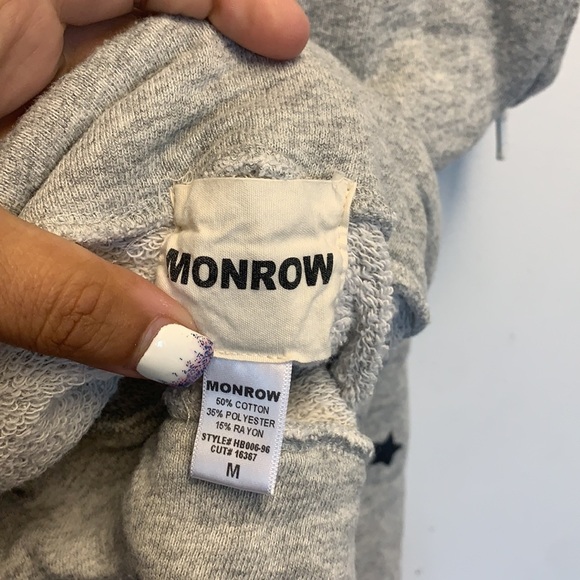 MONROW
MONROW
50% COTTON
35% POLYESTER
15% RAYON
STYLE# HB006-96
CUT# 16367
M